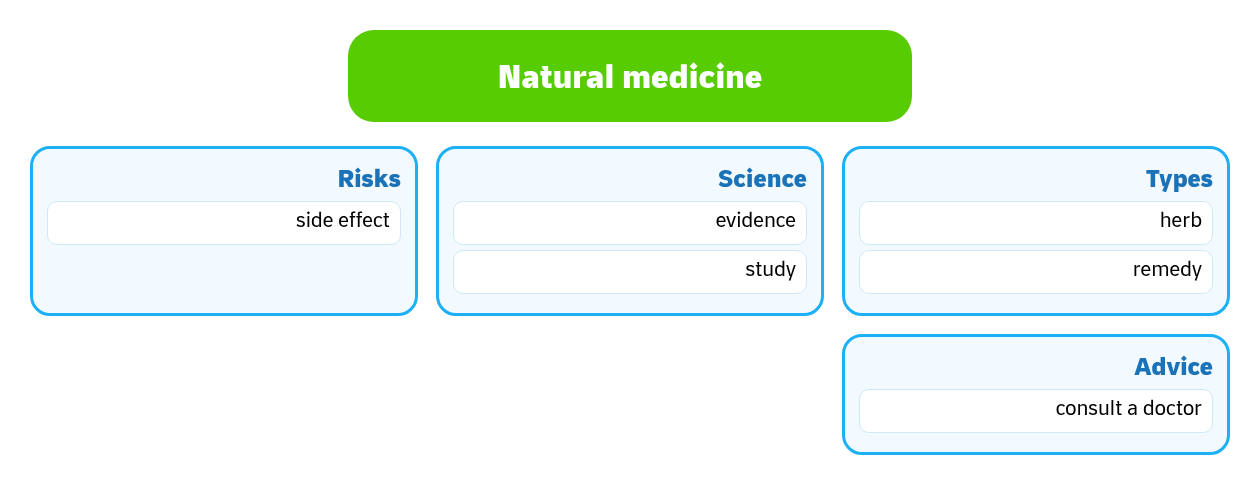 Natural medicine
Types
herb
remedy
Science
evidence
study
Risks
side effect
Advice
consult a doctor